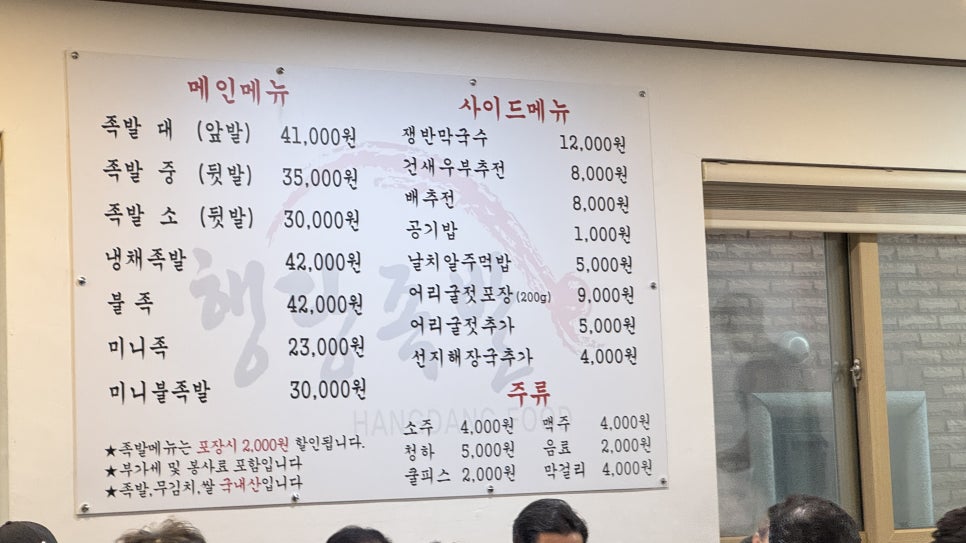 메인메뉴
족발 대 (앞발) 41,000원
족발 중 (뒷발) 35,000원
족발 소 (뒷발) 30,000원
냉채족발 42,000원
불족 42,000원
미니족 23,000원
미니불족발 30,000원
★족발메뉴는 포장시 2,000원 할인됩니다.
★부가세 및 봉사료 포함입니다
★족발,무김치,쌀 국내산입니다
사이드메뉴
쟁반막국수 12,000원
건새우부추전 8,000원
배추전 8,000원
공기밥 1,000원
날치알주먹밥 5,000원
어리굴젓포장(200g) 9,000원
어리굴젓추가 5,000원
선지해장국추가 4,000원
주류
소주 4,000원 맥주 4,000원
청하 5,000원 음료 2,000원
쿨피스 2,000원 막걸리 4,000원
HANGDANG FOOD